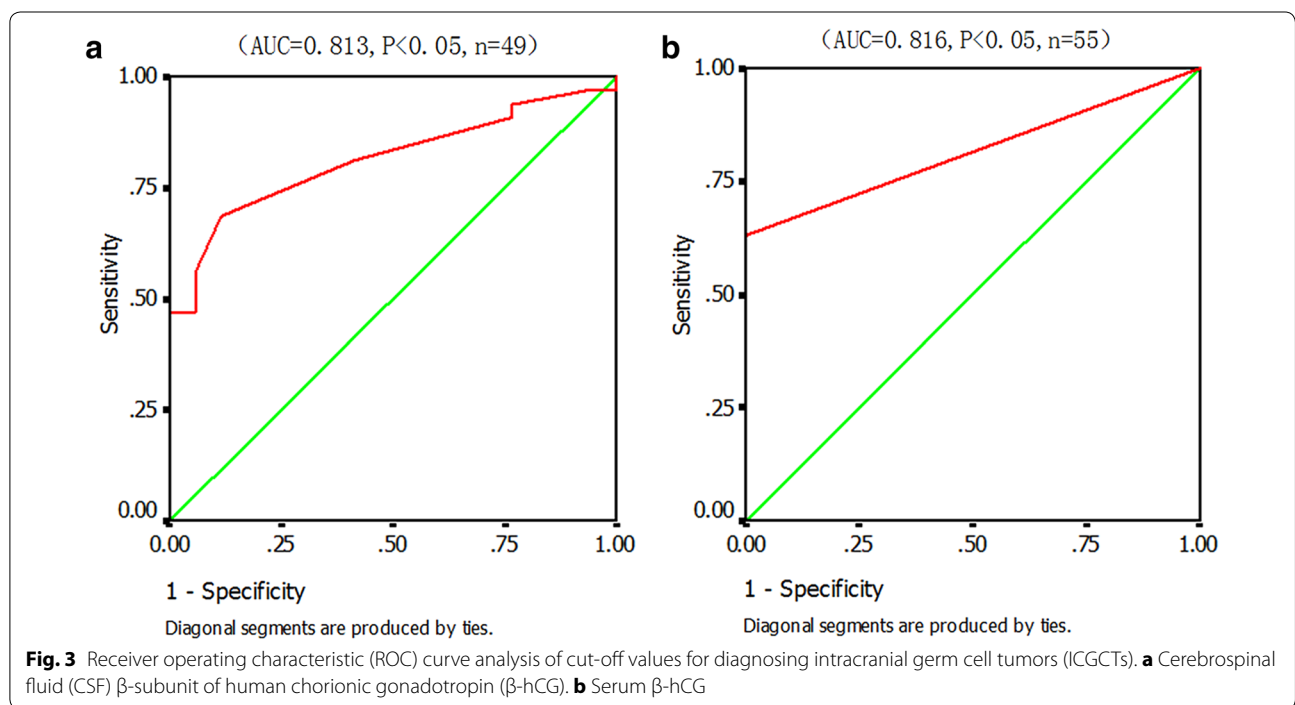 a
（AUC=0.813, P<0.05, n=49）
1.00
.75
.50
.25
0.00
Sensitivity
0.00 .25 .50 .75 1.00
1 - Specificity
Diagonal segments are produced by ties.
b
（AUC=0.816, P<0.05, n=55）
1.00
.75
.50
.25
0.00
Sensitivity
0.00 .25 .50 .75 1.00
1 - Specificity
Diagonal segments are produced by ties.
Fig. 3 Receiver operating characteristic (ROC) curve analysis of cut-off values for diagnosing intracranial germ cell tumors (ICGCTs). a Cerebrospinal
fluid (CSF) β-subunit of human chorionic gonadotropin (β-hCG). b Serum β-hCG